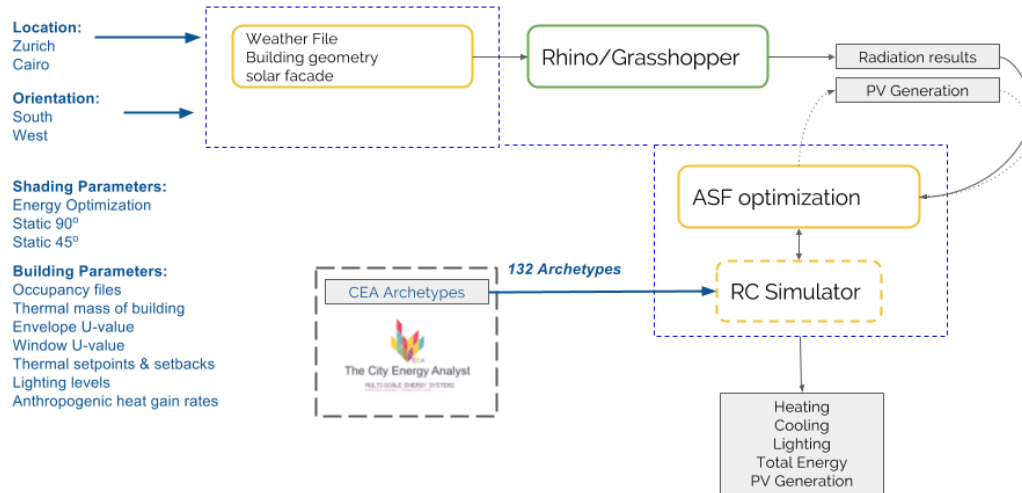 Location:
Zurich
Cairo
Orientation:
South
West
Shading Parameters:
Energy Optimization
Static 90º
Static 45º
Building Parameters:
Occupancy files
Thermal mass of building
Envelope U-value
Window U-value
Thermal setpoints & setbacks
Lighting levels
Anthropogenic heat gain rates
Weather File
Building geometry
solar facade
Rhino/Grasshopper
Radiation results
PV Generation
ASF optimization
RC Simulator
132 Archetypes
CEA Archetypes
CEA
The City Energy Analyst
MULTI-SCALE ENERGY SYSTEMS
Heating
Cooling
Lighting
Total Energy
PV Generation